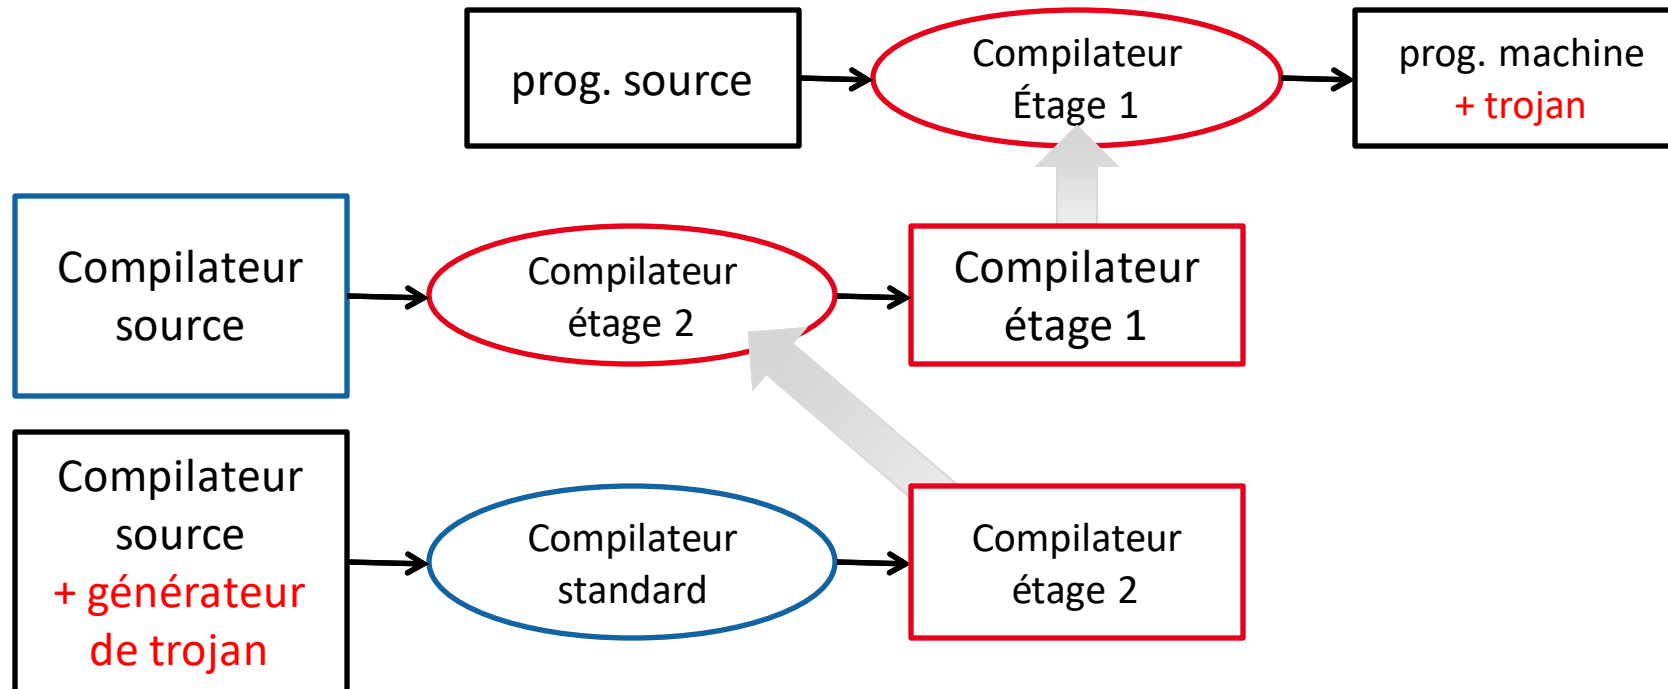 prog. source
Compilateur
Étage 1
prog. machine
+ trojan
Compilateur
source
Compilateur
étage 2
Compilateur
étage 1
Compilateur
source
+ générateur
de trojan
Compilateur
standard
Compilateur
étage 2